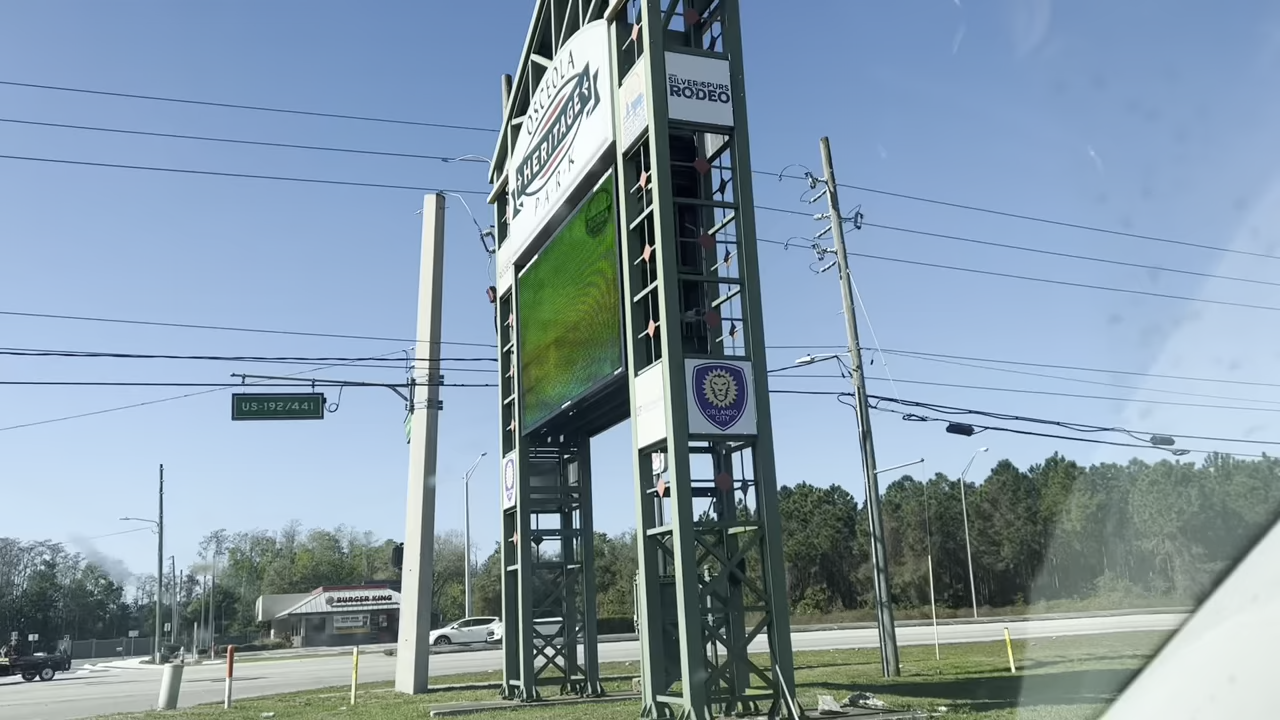 OSCEOLA
HERITAGE
PARK
SILVER SPURS
RODEO
ORLANDO
CITY
US-192/441
BURGER KING